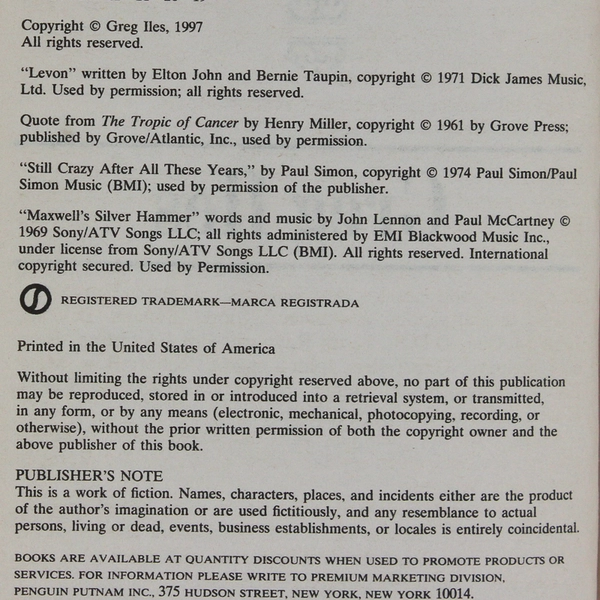 Copyright © Greg Iles, 1997
All rights reserved.
“Levon” written by Elton John and Bernie Taupin, copyright © 1971 Dick James Music,
Ltd. Used by permission; all rights reserved.
Quote from The Tropic of Cancer by Henry Miller, copyright © 1961 by Grove Press;
published by Grove/Atlantic, Inc., used by permission.
“Still Crazy After All These Years,” by Paul Simon, copyright © 1974 Paul Simon/Paul
Simon Music (BMI); used by permission of the publisher.
“Maxwell’s Silver Hammer” words and music by John Lennon and Paul McCartney ©
1969 Sony/ATV Songs LLC; all rights administered by EMI Blackwood Music Inc.,
under license from Sony/ATV Songs LLC (BMI). All rights reserved. International
copyright secured. Used by Permission.
REGISTERED TRADEMARK—MARCA REGISTRADA
Printed in the United States of America
Without limiting the rights under copyright reserved above, no part of this publication
may be reproduced, stored in or introduced into a retrieval system, or transmitted,
in any form, or by any means (electronic, mechanical, photocopying, recording, or
otherwise), without the prior written permission of both the copyright owner and the
above publisher of this book.
PUBLISHER’S NOTE
This is a work of fiction. Names, characters, places, and incidents either are the product
of the author’s imagination or are used fictitiously, and any resemblance to actual
persons, living or dead, events, business establishments, or locales is entirely coincidental.
BOOKS ARE AVAILABLE AT QUANTITY DISCOUNTS WHEN USED TO PROMOTE PRODUCTS OR
SERVICES. FOR INFORMATION PLEASE WRITE TO PREMIUM MARKETING DIVISION,
PENGUIN PUTNAM INC., 375 HUDSON STREET, NEW YORK, NEW YORK 10014.